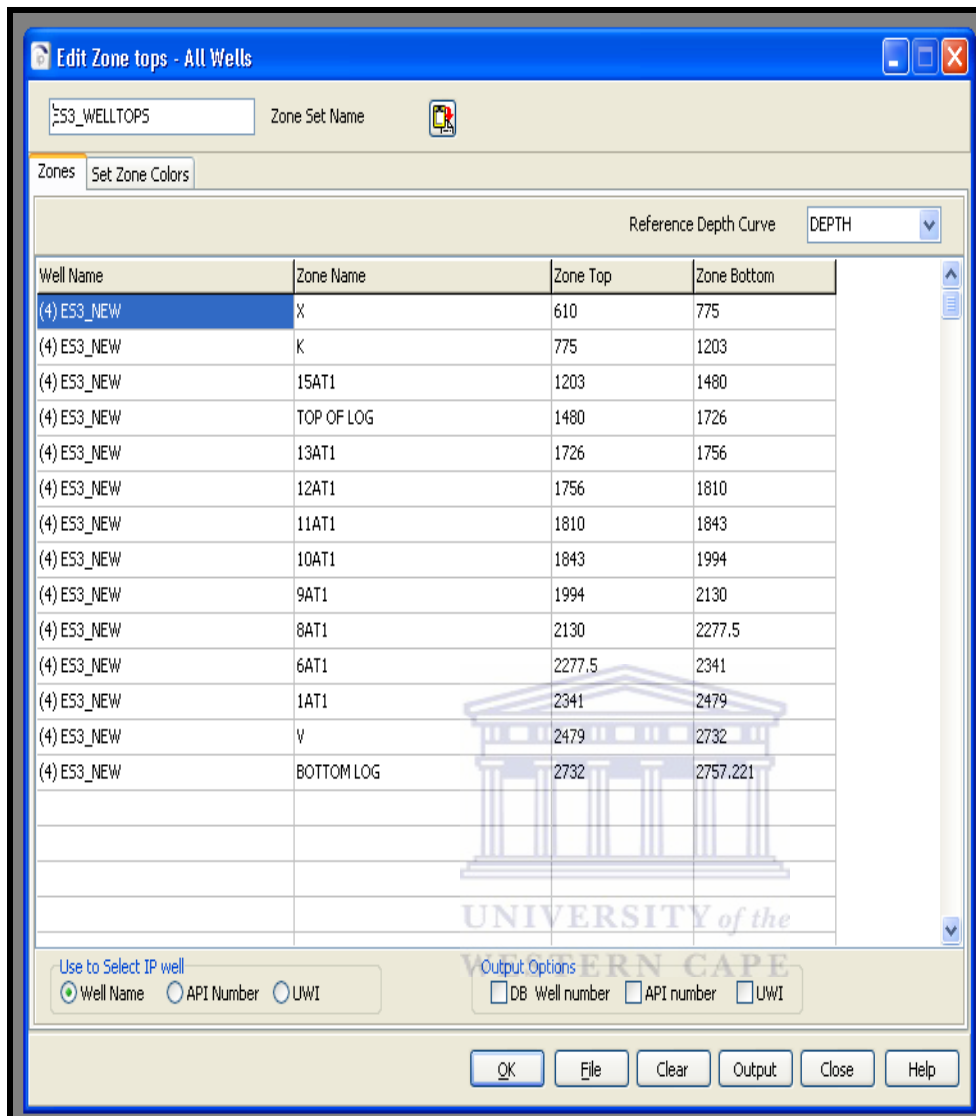 Edit Zone tops - All Wells
ES3_WELLTOPS Zone Set Name
Zones Set Zone Colors
Reference Depth Curve DEPTH
Well Name Zone Name Zone Top Zone Bottom
(4) ES3_NEW X 610 775
(4) ES3_NEW K 775 1203
(4) ES3_NEW 15AT1 1203 1480
(4) ES3_NEW TOP OF LOG 1480 1726
(4) ES3_NEW 13AT1 1726 1756
(4) ES3_NEW 12AT1 1756 1810
(4) ES3_NEW 11AT1 1810 1843
(4) ES3_NEW 10AT1 1843 1994
(4) ES3_NEW 9AT1 1994 2130
(4) ES3_NEW 8AT1 2130 2277.5
(4) ES3_NEW 6AT1 2277.5 2341
(4) ES3_NEW 1AT1 2341 2479
(4) ES3_NEW V 2479 2732
(4) ES3_NEW BOTTOM LOG 2732 2757.221
UNIVERSITY of the
WESTERN CAPE
Use to Select IP well Output Options
Well Name API Number UWI DB Well number API number UWI
OK File Clear Output Close Help